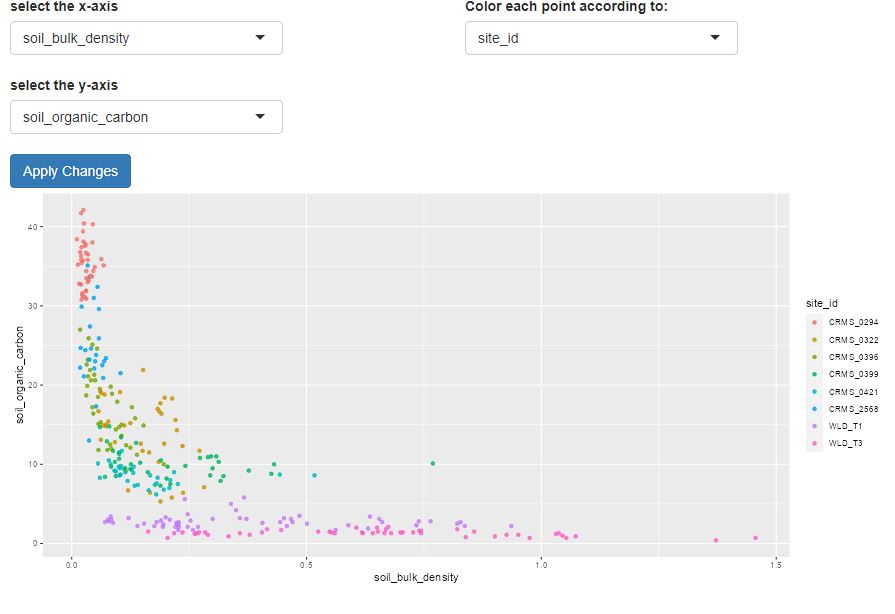 select the x-axis
Color each point according to:
soil_bulk_density
site_id
select the y-axis
soil_organic_carbon
Apply Changes
40
30
20
10
0
soil_organic_carbon
0.0
0.5
1.0
1.5
soil_bulk_density
site_id
CRMS_0294
CRMS_0322
CRMS_0396
CRMS_0399
CRMS_0421
CRMS_2568
WLD_T1
WLD_T3